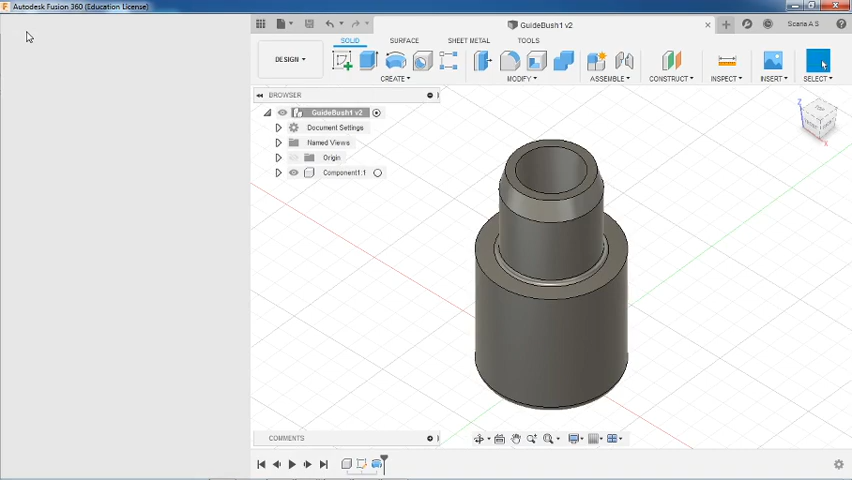 Autodesk Fusion 360 (Education License)
GuideBush1 v2
Scaria A S
SOLID
SURFACE
SHEET METAL
TOOLS
DESIGN
CREATE
MODIFY
ASSEMBLE
CONSTRUCT
INSPECT
INSERT
SELECT
BROWSER
GuideBush1 v2
Document Settings
Named Views
Origin
Component1:1
Z
X
COMMENTS